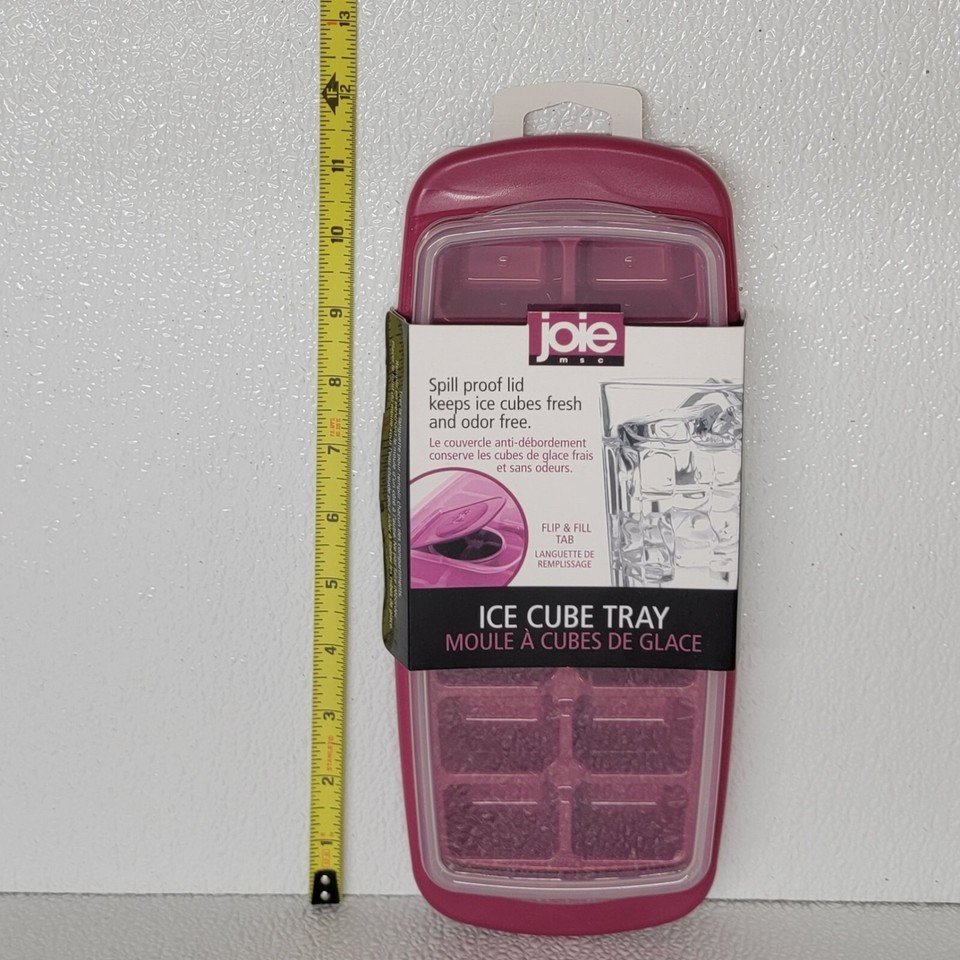 13
12
11
10
9
8
7
6
5
4
3
2
1
joie
msc
Spill proof lid
keeps ice cubes fresh
and odor free.
Le couvercle anti-débordement
conserve les cubes de glace frais
et sans odeurs.
FLIP & FILL
TAB
LANGUETTE DE
REMPLISSAGE
ICE CUBE TRAY
MOULE À CUBES DE GLACE